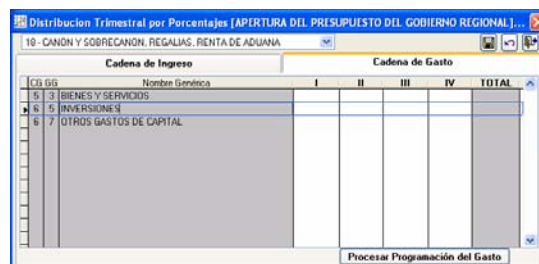 Distribucion Trimestral por Porcentajes [APERTURA DEL PRESUPUESTO DEL GOBIERNO REGIONAL]...
18 - CANON Y SOBRECANON, REGALIAS, RENTA DE ADUANA
Cadena de Ingreso Cadena de Gasto
CG GG Nombre Generica I II III IV TOTAL
5 3 BIENES Y SERVICIOS
6 5 INVERSIONES
6 7 OTROS GASTOS DE CAPITAL
Procesar Programación del Gasto